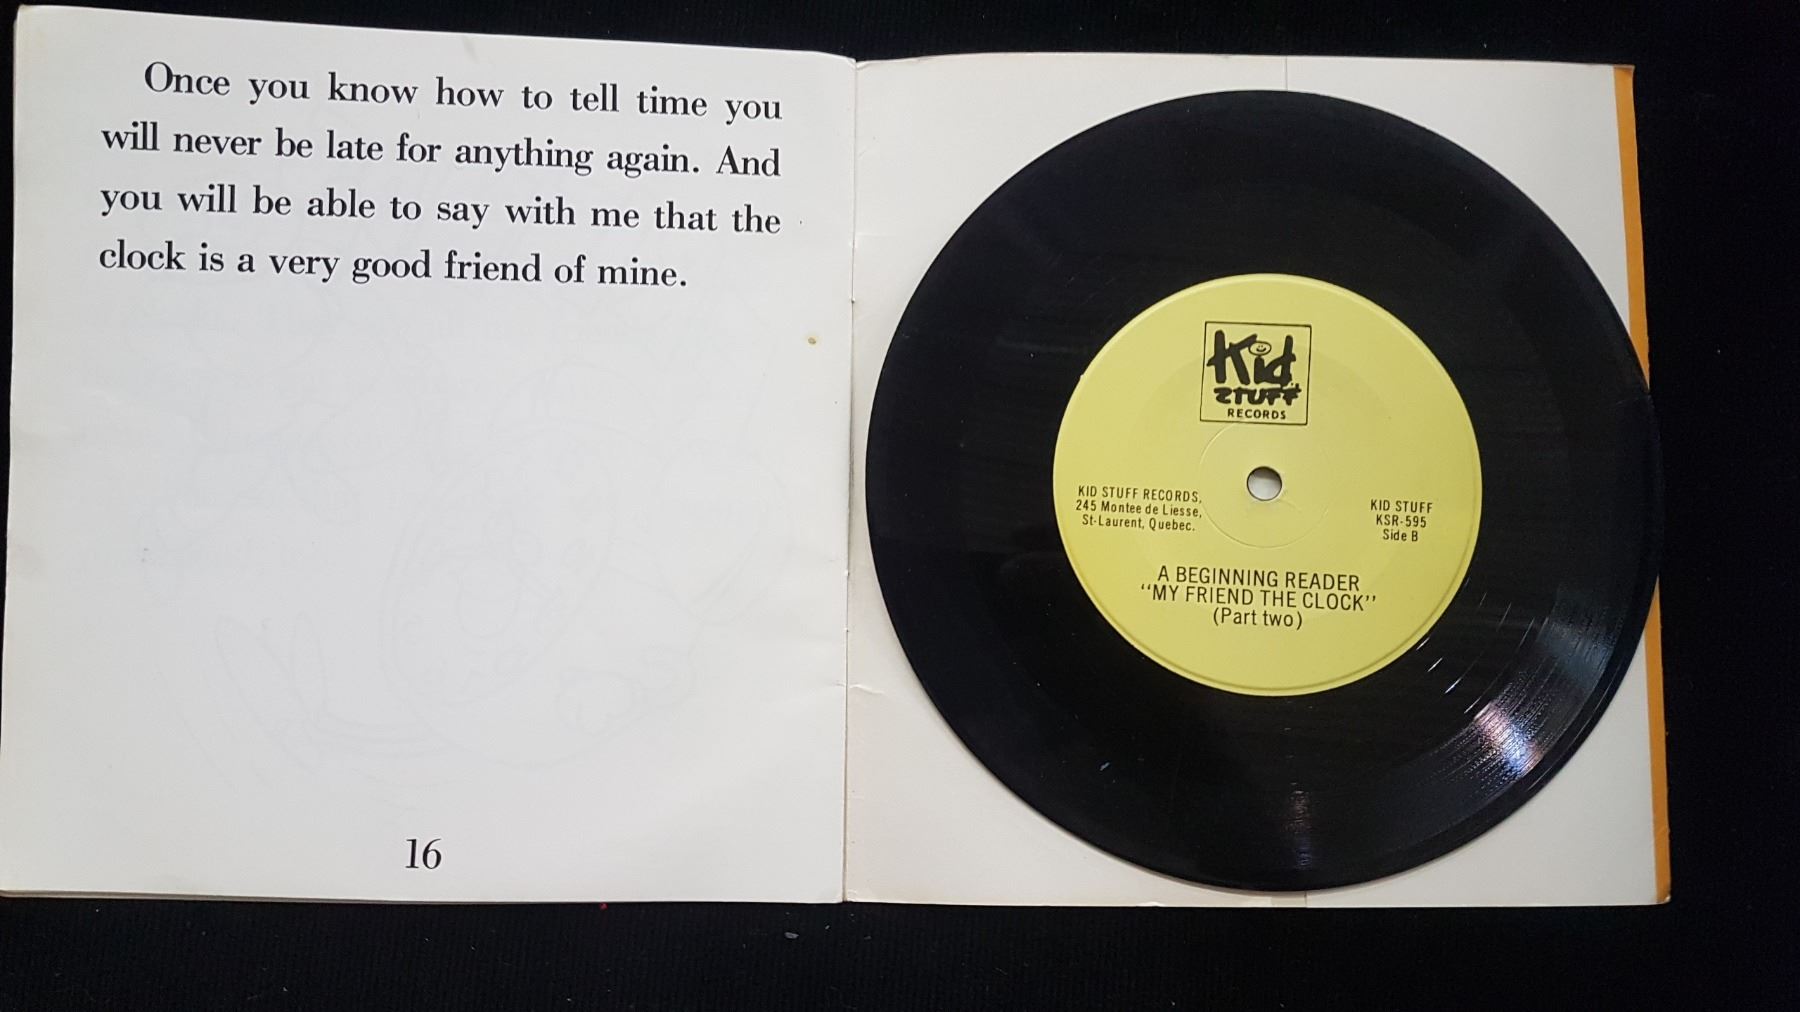 Once you know how to tell time you
will never be late for anything again. And
you will be able to say with me that the
clock is a very good friend of mine.
16
Kid
STUFF
RECORDS
KID STUFF RECORDS,
245 Montee de Liesse,
St-Laurent, Quebec.
KID STUFF
KSR-595
Side B
A BEGINNING READER
"MY FRIEND THE CLOCK"
(Part two)